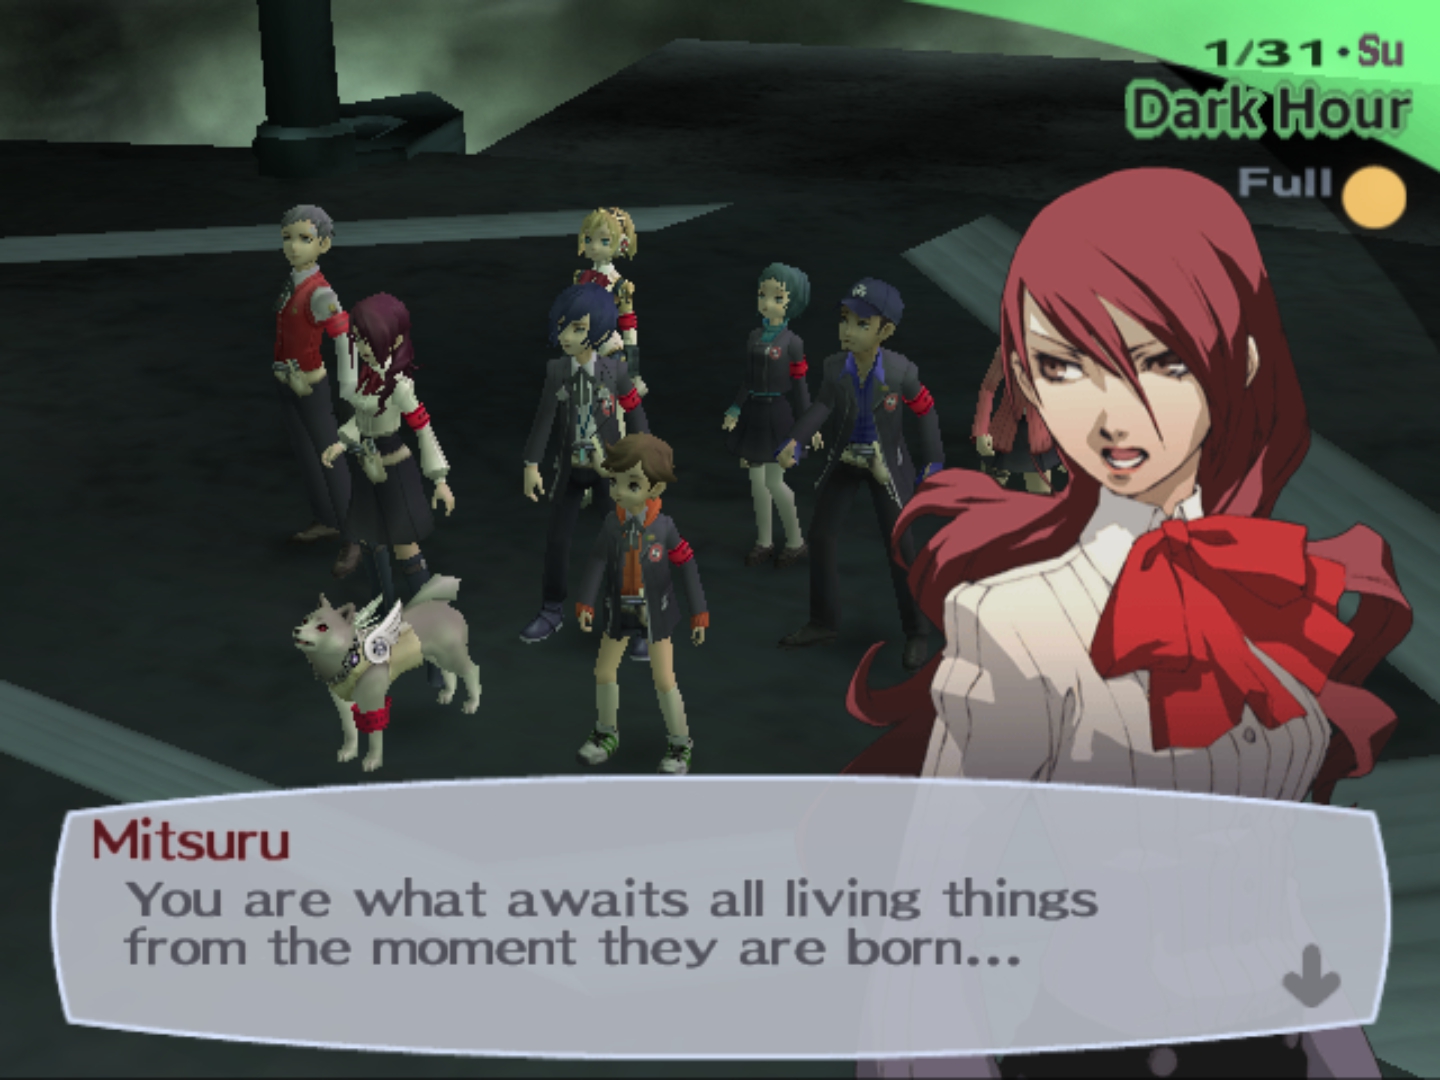 1/31・Su
Dark Hour
Full
Mitsuru
You are what awaits all living things
from the moment they are born...